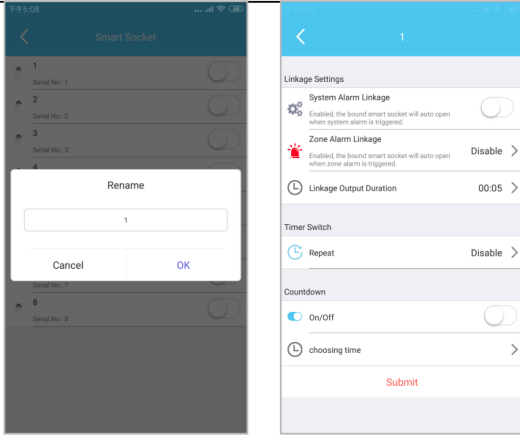 下午5:08
Smart Socket
1
Serial No.: 1
2
Serial No.: 2
3
Serial No.: 3
4
Rename
1
Cancel
OK
Serial No.: 7
8
Serial No.: 8
1
Linkage Settings
System Alarm Linkage
Enabled, the bound smart socket will auto open
when system alarm is triggered.
Zone Alarm Linkage
Enabled, the bound smart socket will auto open
when zone alarm is triggered.
Disable
Linkage Output Duration
00:05
Timer Switch
Repeat
Disable
Countdown
On/Off
choosing time
Submit